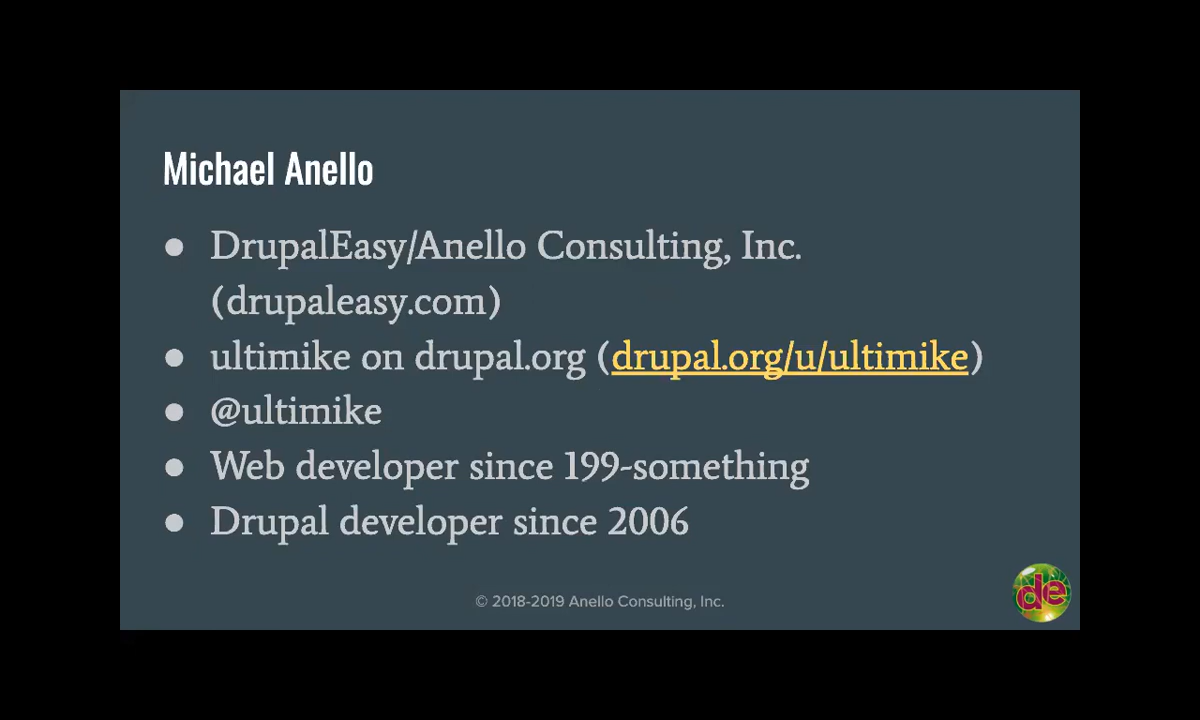 Michael Anello
● DrupalEasy/Anello Consulting, Inc.
(drupaleasy.com)
● ultimike on drupal.org (drupal.org/u/ultimike)
● @ultimike
● Web developer since 199-something
● Drupal developer since 2006
© 2018-2019 Anello Consulting, Inc.
de